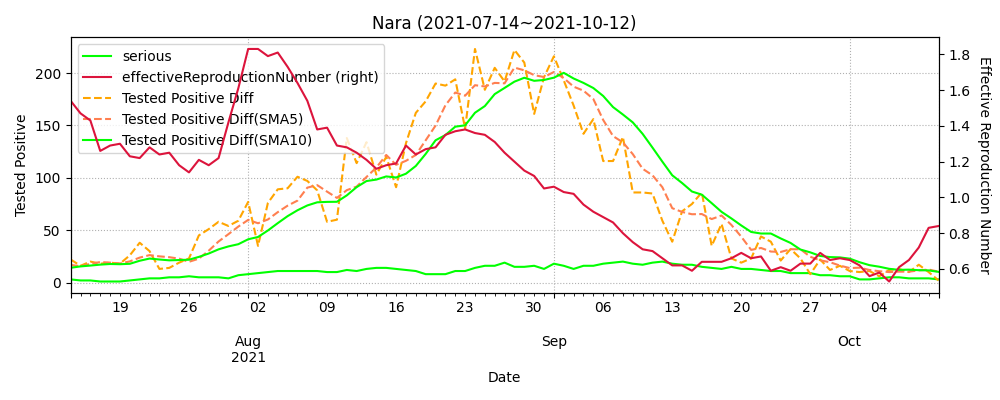 Nara (2021-07-14~2021-10-12)
serious
effectiveReproductionNumber (right)
Tested Positive Diff
Tested Positive Diff(SMA5)
Tested Positive Diff(SMA10)
Tested Positive
200
150
100
50
0
Effective Reproduction Number
1.8
1.6
1.4
1.2
1.0
0.8
0.6
19 26 02 09 16 23 30 06 13 20 27 04
Aug Sep Oct
2021
Date